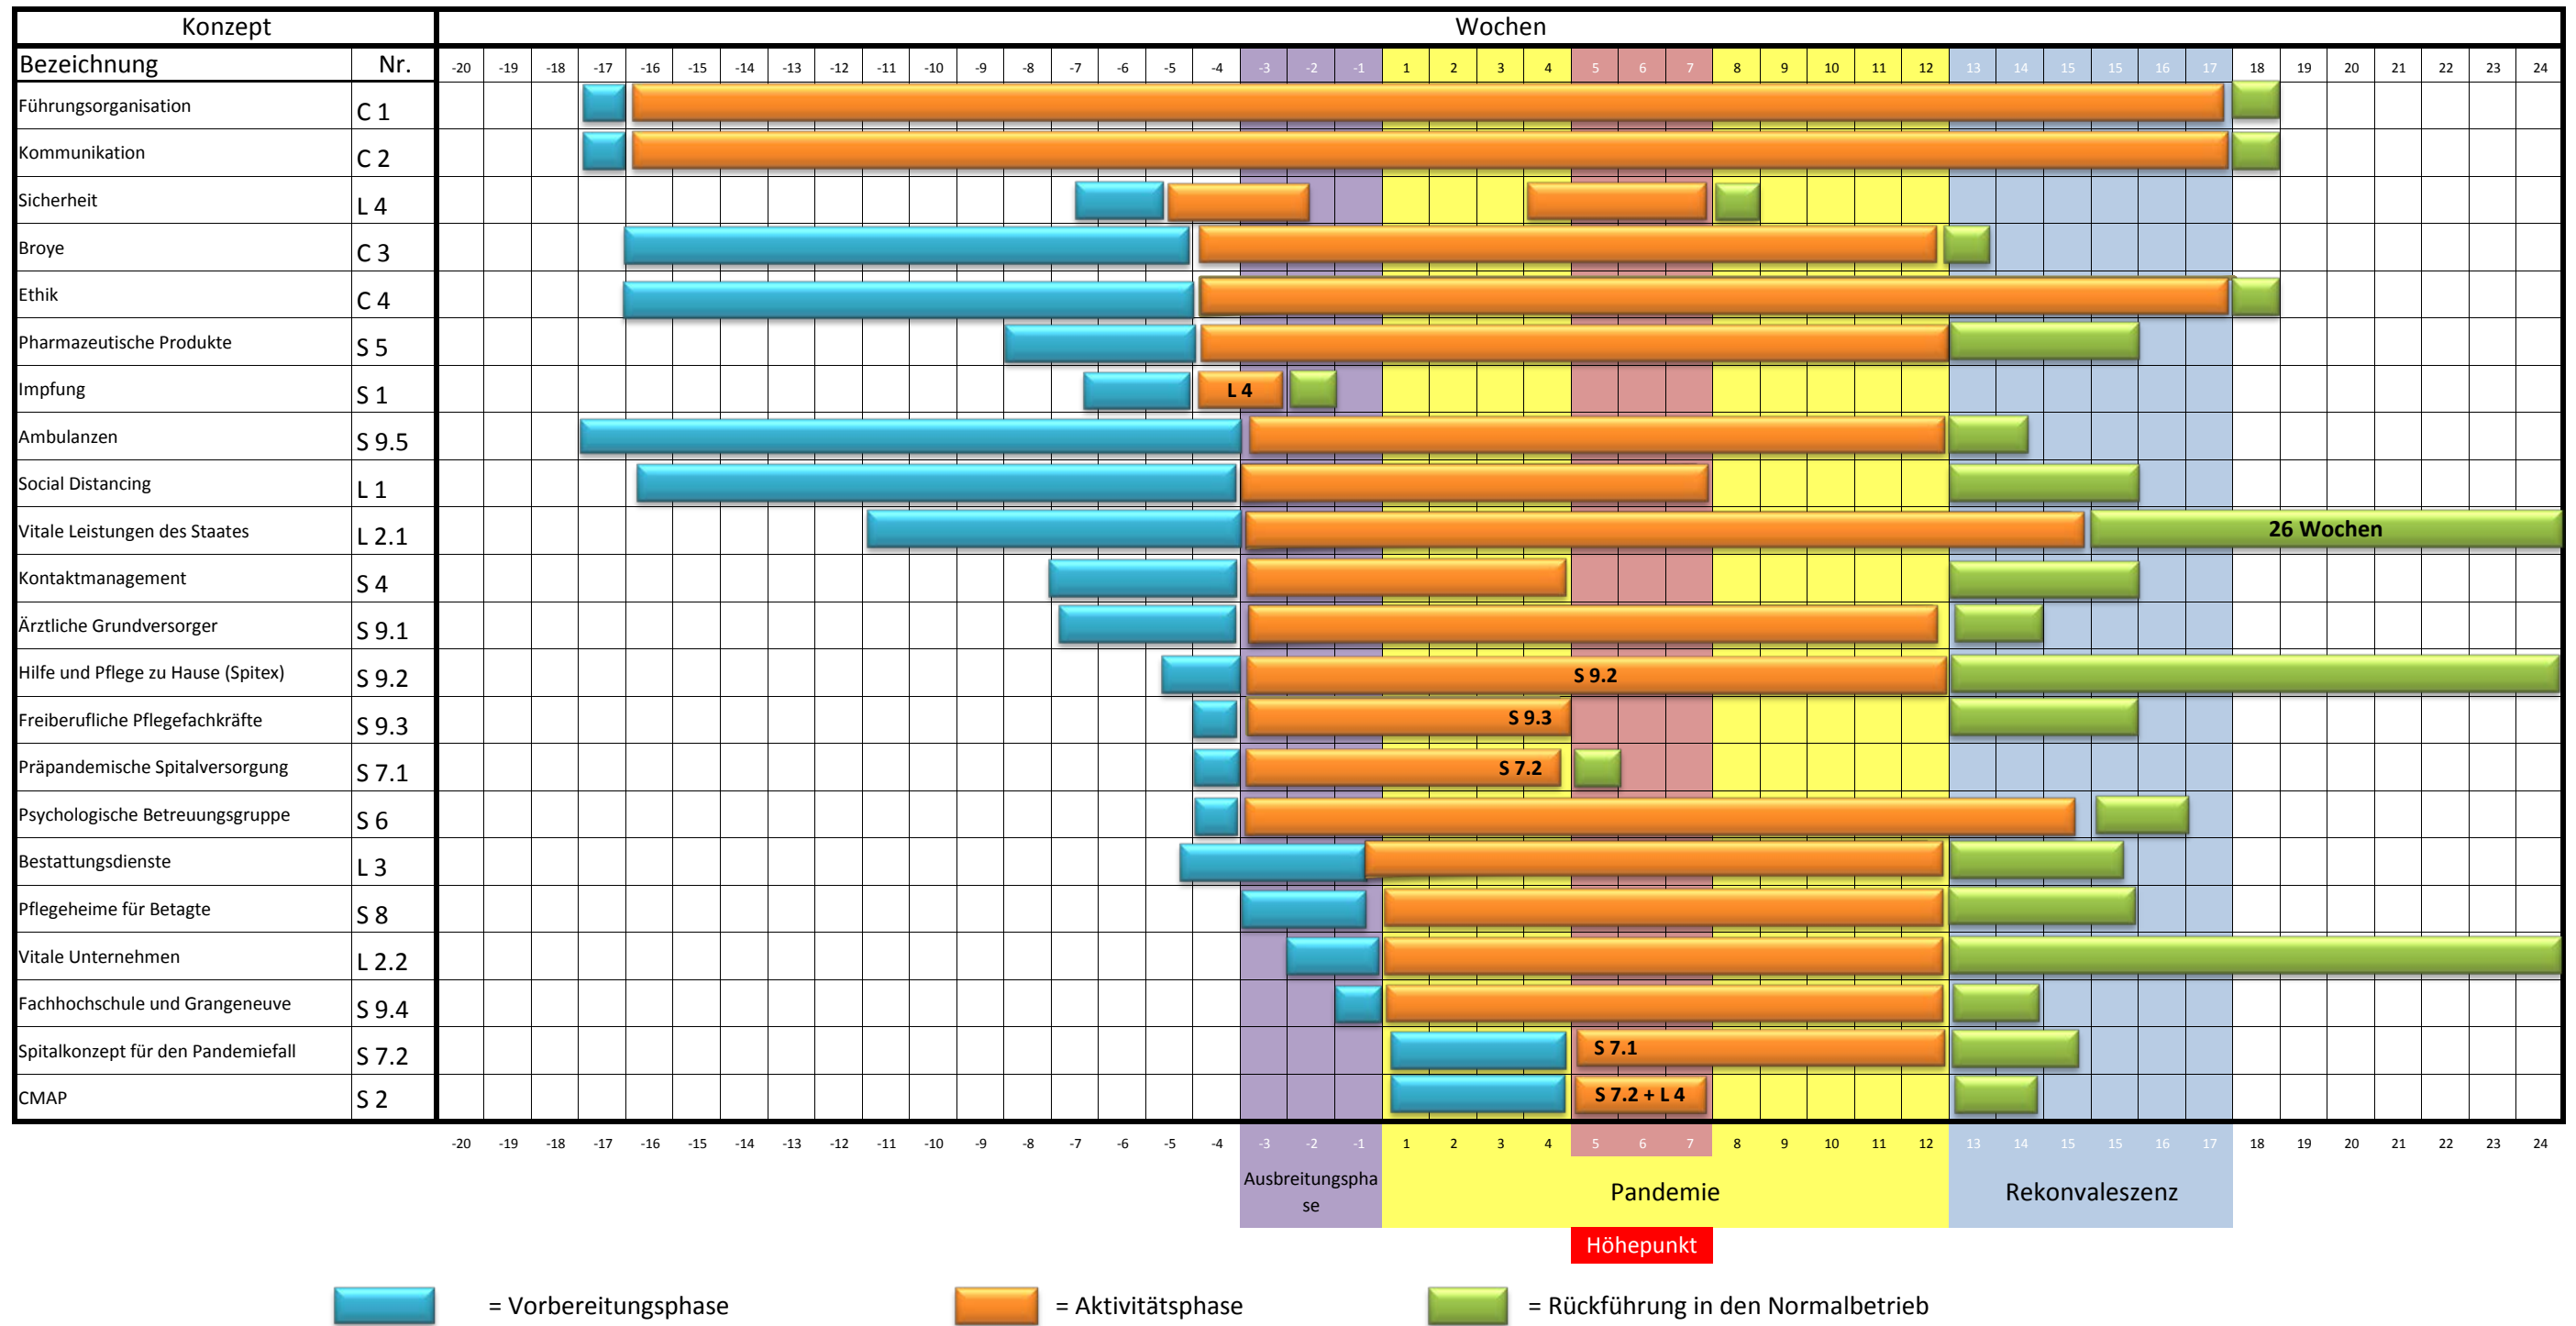 Konzept Wochen
Bezeichnung Nr. -20 -19 -18 -17 -16 -15 -14 -13 -12 -11 -10 -9 -8 -7 -6 -5 -4 -3 -2 -1 1 2 3 4 5 6 7 8 9 10 11 12 13 14 15 15 16 17 18 19 20 21 22 23 24
Führungsorganisation C 1
Kommunikation C 2
Sicherheit L 4
Broye C 3
Ethik C 4
Pharmazeutische Produkte S 5
Impfung S 1 L 4
Ambulanzen S 9.5
Social Distancing L 1
Vitale Leistungen des Staates L 2.1 26 Wochen
Kontaktmanagement S 4
Ärztliche Grundversorger S 9.1
Hilfe und Pflege zu Hause (Spitex) S 9.2 S 9.2
Freiberufliche Pflegefachkräfte S 9.3 S 9.3
Präpandemische Spitalversorgung S 7.1 S 7.2
Psychologische Betreuungsgruppe S 6
Bestattungsdienste L 3
Pflegeheime für Betagte S 8
Vitale Unternehmen L 2.2
Fachhochschule und Grangeneuve S 9.4
Spitalkonzept für den Pandemiefall S 7.2 S 7.1
CMAP S 2 S 7.2 + L 4
-20 -19 -18 -17 -16 -15 -14 -13 -12 -11 -10 -9 -8 -7 -6 -5 -4 -3 -2 -1 1 2 3 4 5 6 7 8 9 10 11 12 13 14 15 15 16 17 18 19 20 21 22 23 24
Ausbreitungspha
se
Pandemie
Rekonvaleszenz
Höhepunkt
= Vorbereitungsphase = Aktivitätsphase = Rückführung in den Normalbetrieb